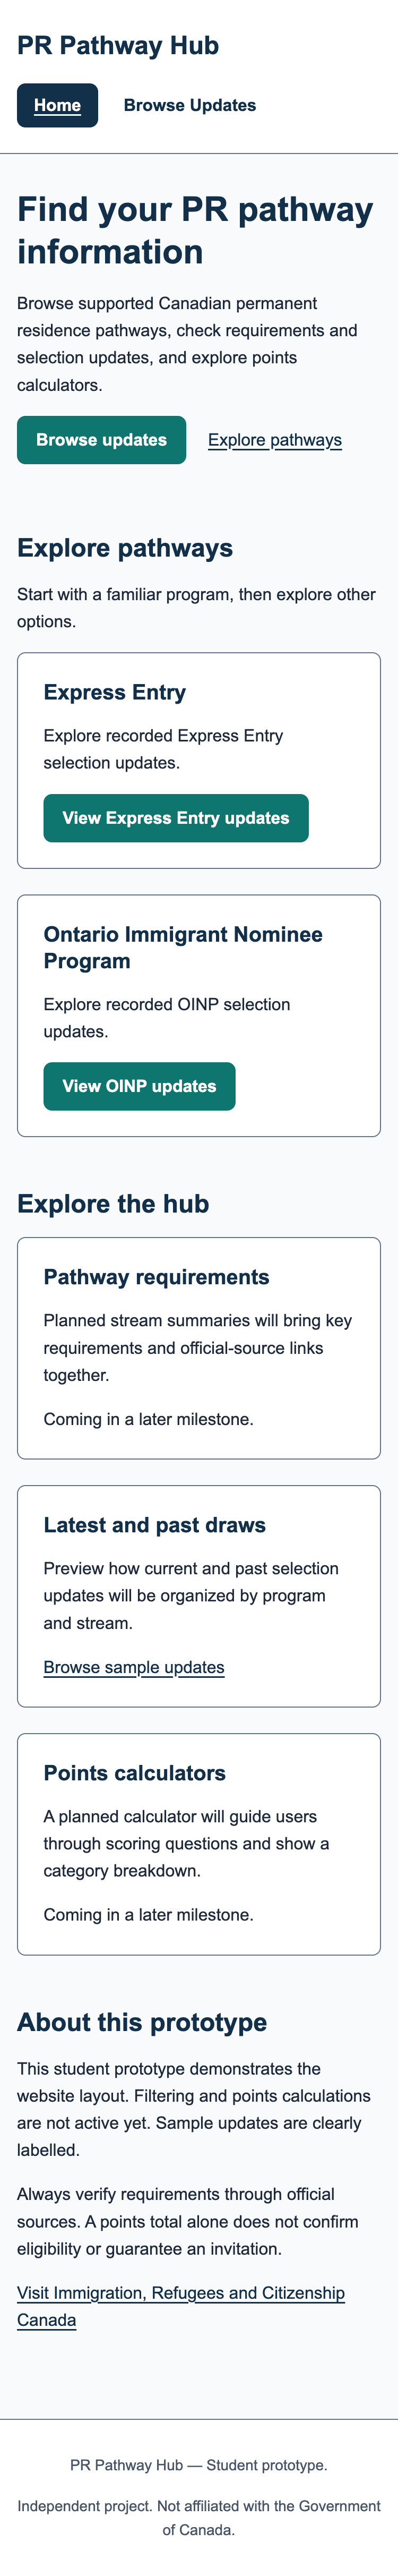 PR Pathway Hub
Home
Browse Updates
Find your PR pathway
information
Browse supported Canadian permanent
residence pathways, check requirements and
selection updates, and explore points
calculators.
Browse updates
Explore pathways
Explore pathways
Start with a familiar program, then explore other
options.
Express Entry
Explore recorded Express Entry
selection updates.
View Express Entry updates
Ontario Immigrant Nominee
Program
Explore recorded OINP selection
updates.
View OINP updates
Explore the hub
Pathway requirements
Planned stream summaries will bring key
requirements and official-source links
together.
Coming in a later milestone.
Latest and past draws
Preview how current and past selection
updates will be organized by program
and stream.
Browse sample updates
Points calculators
A planned calculator will guide users
through scoring questions and show a
category breakdown.
Coming in a later milestone.
About this prototype
This student prototype demonstrates the
website layout. Filtering and points calculations
are not active yet. Sample updates are clearly
labelled.
Always verify requirements through official
sources. A points total alone does not confirm
eligibility or guarantee an invitation.
Visit Immigration, Refugees and Citizenship
Canada
PR Pathway Hub — Student prototype.
Independent project. Not affiliated with the Government
of Canada.